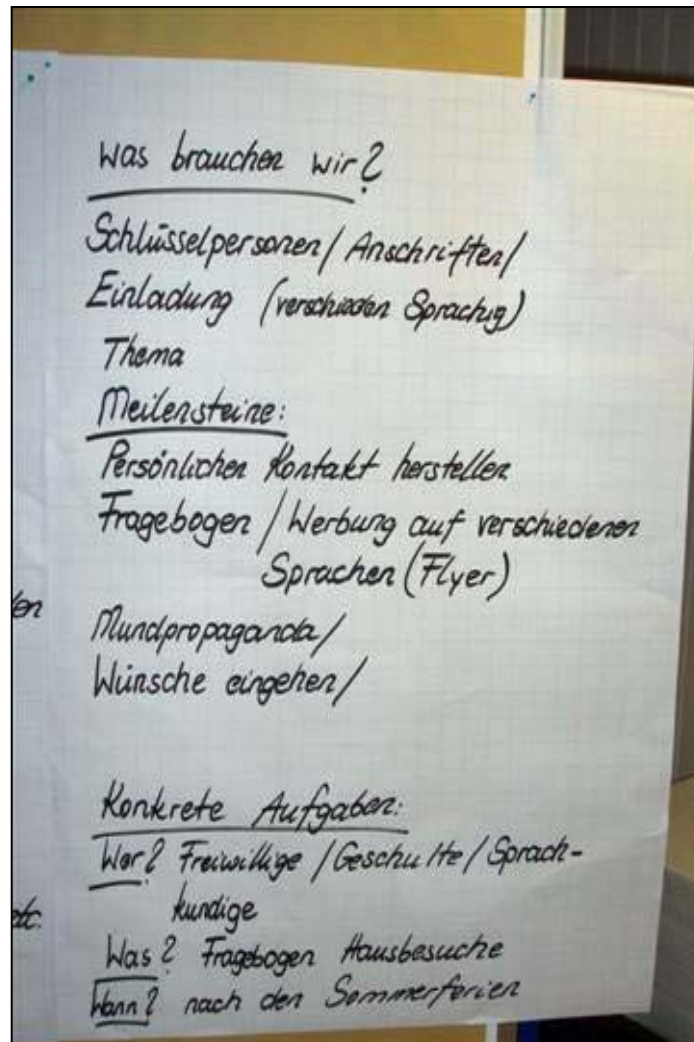 Was brauchen wir?
Schlüsselpersonen / Anschriften /
Einladung (verschieden Sprachig)
Thema
Meilensteine:
Persönlichen Kontakt herstellen
Fragebogen / Werbung auf verschiedenen
Sprachen (Flyer)
Mundpropaganda /
Wünsche eingehen /
Konkrete Aufgaben:
Wer? Freiwillige / Geschulte / Sprach-
kundige
Was? Fragebogen Hausbesuche
Wann? nach den Sommerferien
etc.